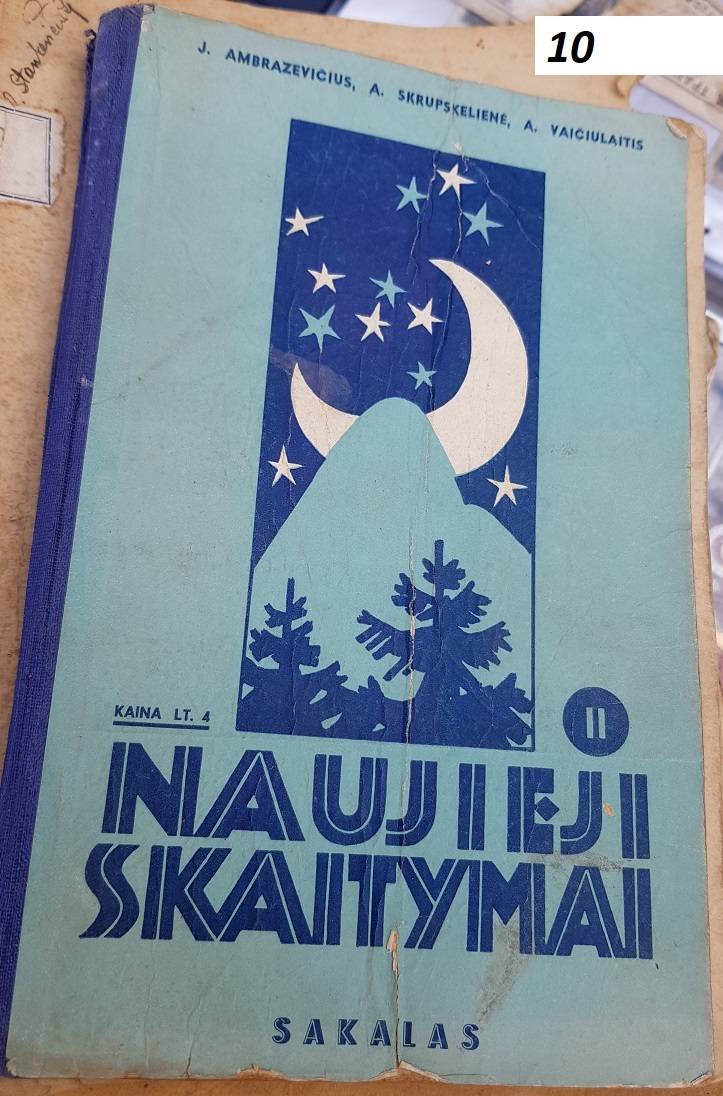 10
J. AMBRAZEVIČIUS, A. SKRUPSKELIENĖ, A. VAIČIULAITIS
KAINA LT. 4
II
NAUJIEJI
SKAITYMAI
SAKALAS